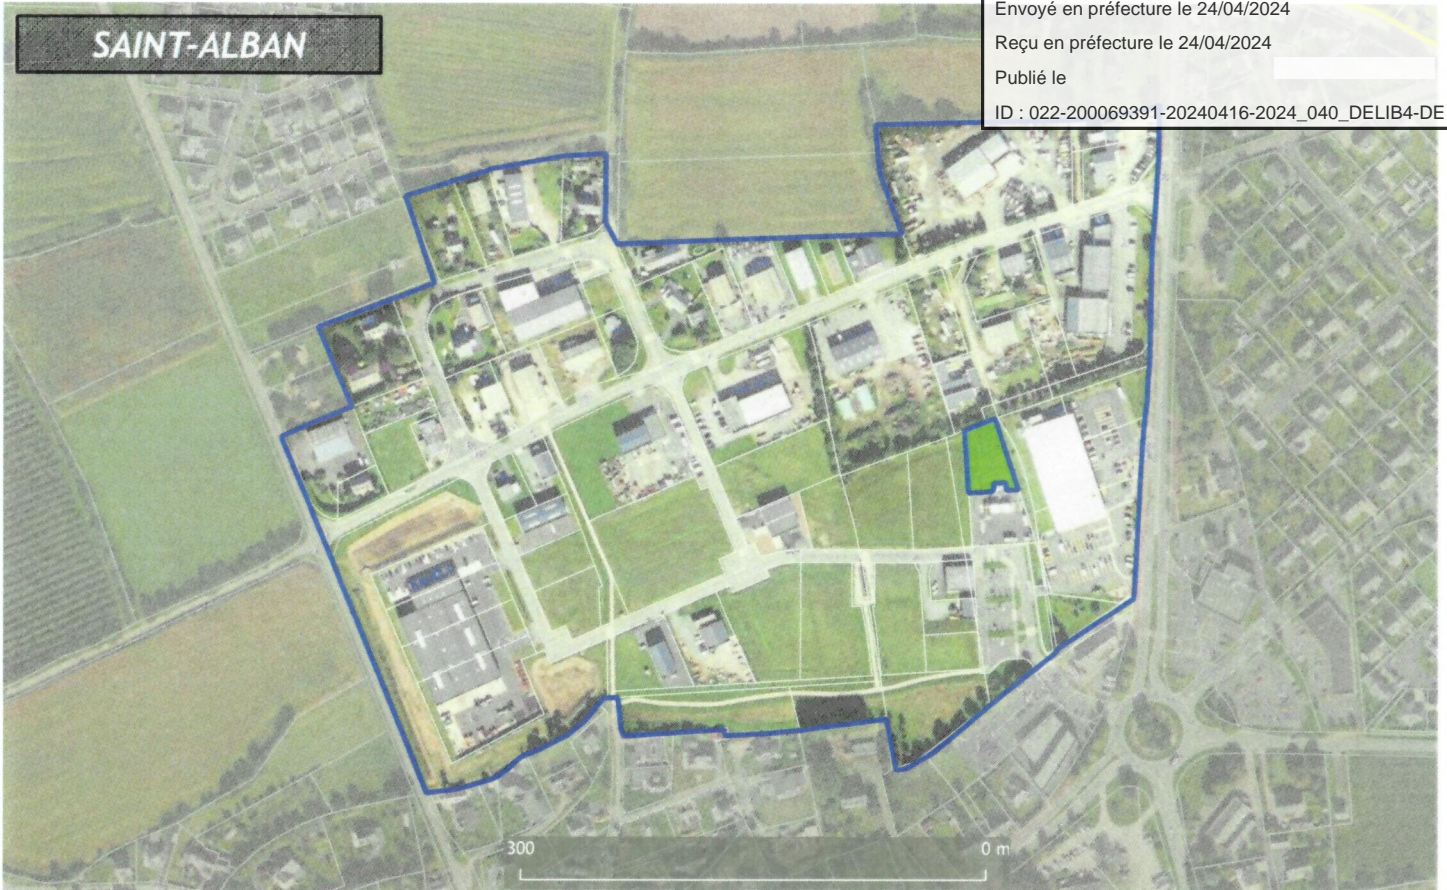 SAINT-ALBAN
Envoyé en préfecture le 24/04/2024
Reçu en préfecture le 24/04/2024
Publié le
ID : 022-200069391-20240416-2024_040_DELIB4-DE
300
0 m